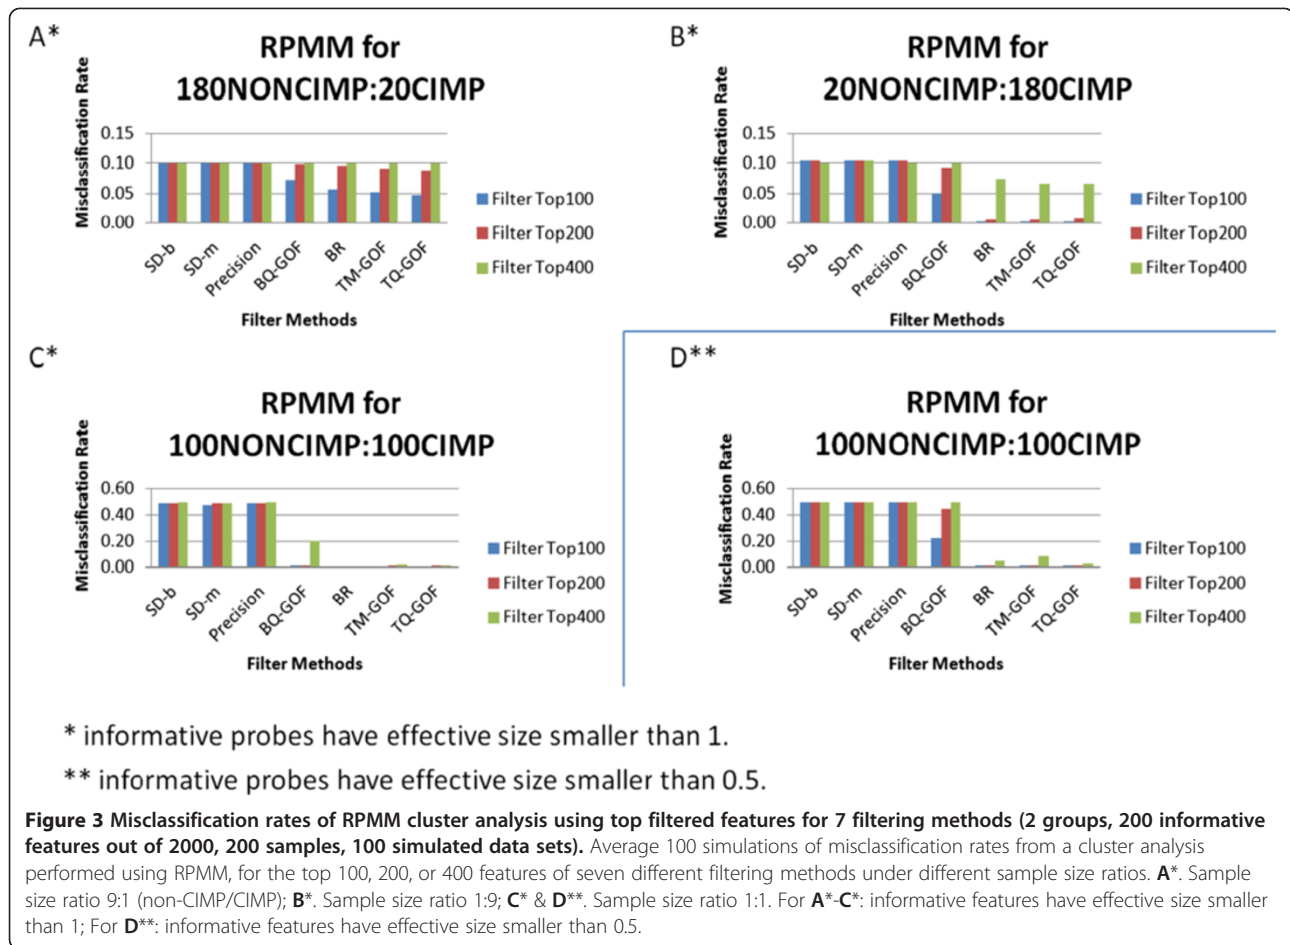 A*
RPMM for
180NONCIMP:20CIMP
Misclassification Rate
0.15
0.10
0.05
0.00
SD-b
SD-m
Precision
BQ-GOF
BR
TM-GOF
TQ-GOF
Filter Methods
Filter Top100
Filter Top200
Filter Top400
B*
RPMM for
20NONCIMP:180CIMP
Misclassification Rate
0.15
0.10
0.05
0.00
SD-b
SD-m
Precision
BQ-GOF
BR
TM-GOF
TQ-GOF
Filter Methods
Filter Top100
Filter Top200
Filter Top400
C*
RPMM for
100NONCIMP:100CIMP
Misclassification Rate
0.60
0.40
0.20
0.00
SD-b
SD-m
Precision
BQ-GOF
BR
TM-GOF
TQ-GOF
Filter Methods
Filter Top100
Filter Top200
Filter Top400
D**
RPMM for
100NONCIMP:100CIMP
Misclassification Rate
0.60
0.40
0.20
0.00
SD-b
SD-m
Precision
BQ-GOF
BR
TM-GOF
TQ-GOF
Filter Methods
Filter Top100
Filter Top200
Filter Top400
* informative probes have effective size smaller than 1.
** informative probes have effective size smaller than 0.5.
Figure 3 Misclassification rates of RPMM cluster analysis using top filtered features for 7 filtering methods (2 groups, 200 informative
features out of 2000, 200 samples, 100 simulated data sets). Average 100 simulations of misclassification rates from a cluster analysis
performed using RPMM, for the top 100, 200, or 400 features of seven different filtering methods under different sample size ratios. A*. Sample
size ratio 9:1 (non-CIMP/CIMP); B*. Sample size ratio 1:9; C* & D**. Sample size ratio 1:1. For A*-C*: informative features have effective size smaller
than 1; For D**: informative features have effective size smaller than 0.5.